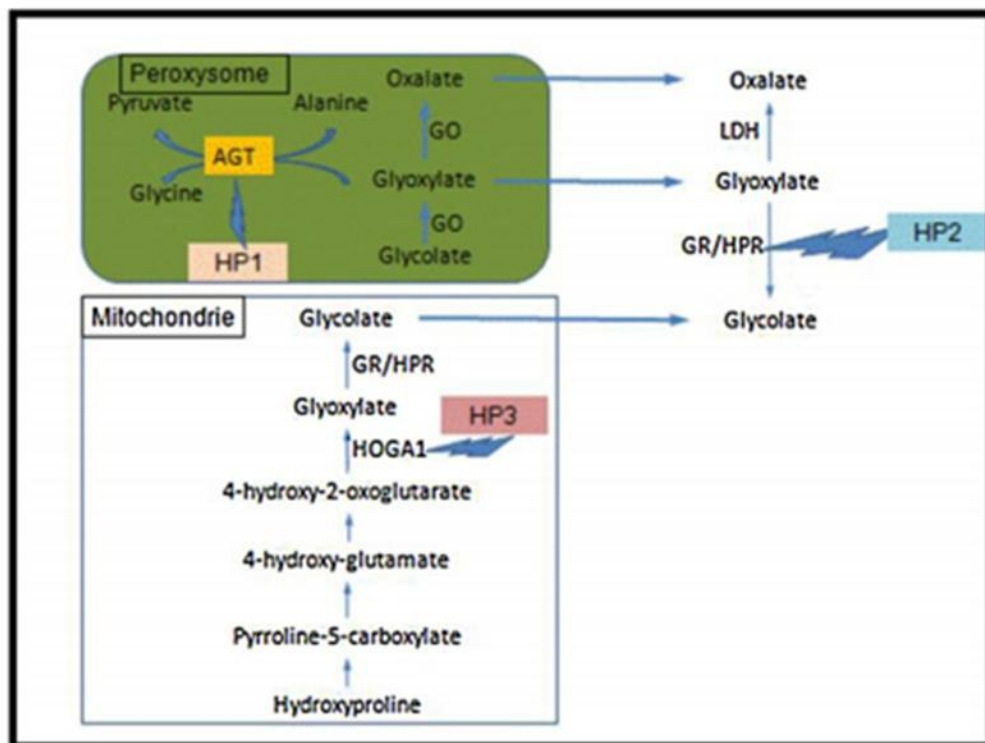 Peroxysome
Pyruvate
Alanine
AGT
Glycine
HP1
Oxalate
GO
Glyoxylate
GO
Glycolate
Oxalate
LDH
Glyoxylate
GR/HPR
HP2
Glycolate
Mitochondrie
Glycolate
GR/HPR
Glyoxylate
HP3
HOGA1
4-hydroxy-2-oxoglutarate
4-hydroxy-glutamate
Pyrroline-5-carboxylate
Hydroxyproline